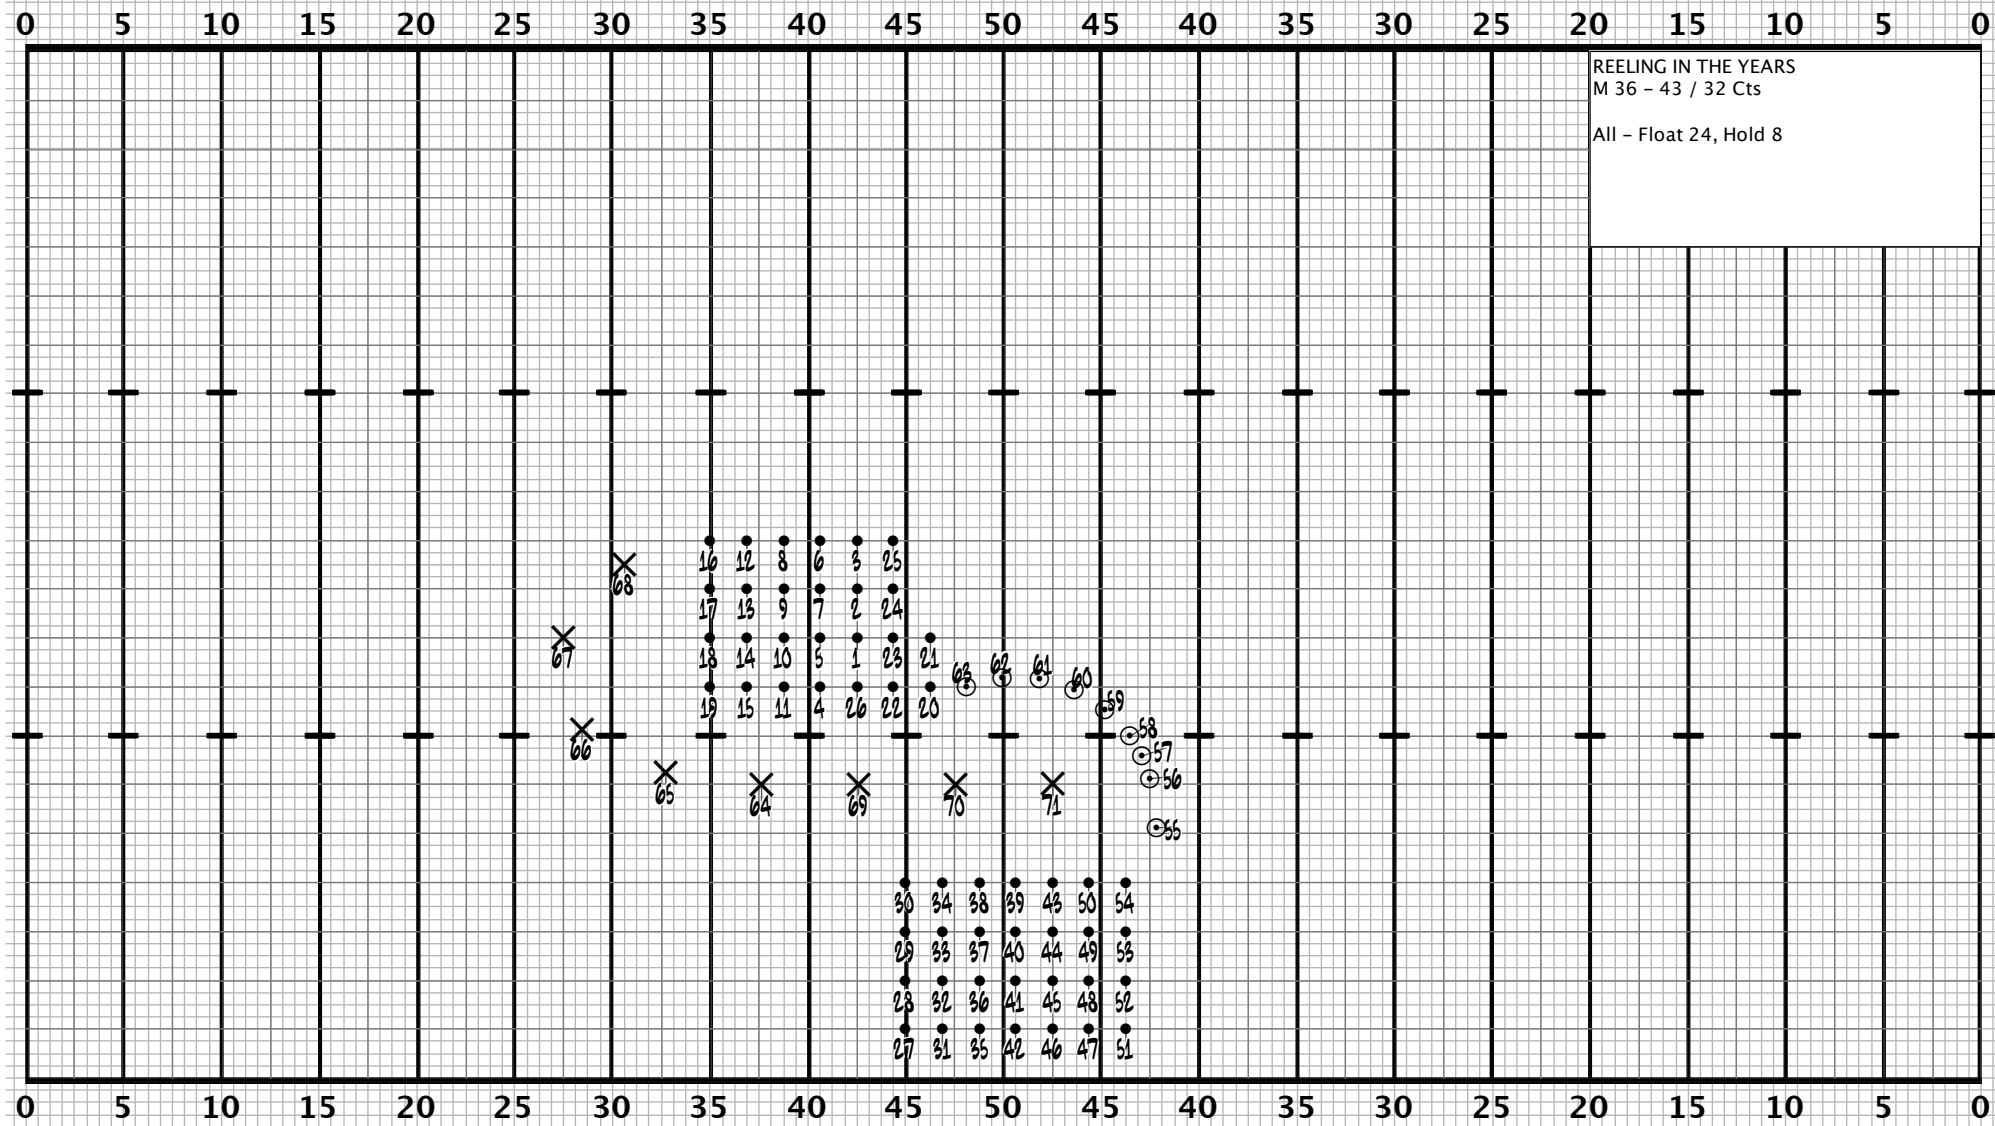 0 5 10 15 20 25 30 35 40 45 50 45 40 35 30 25 20 15 10 5 0
REELING IN THE YEARS
M 36 - 43 / 32 Cts
All - Float 24, Hold 8
16 12 8 6 3 25
68
17 13 9 7 2 24
67 18 14 10 5 1 23 21
63 62 61 60
19 15 11 4 26 22 20 59
58
66 57
65 56
64 69 70 71
55
30 34 38 39 43 50 54
29 33 37 40 44 49 53
28 32 36 41 45 48 52
27 31 35 42 46 47 51
0 5 10 15 20 25 30 35 40 45 50 45 40 35 30 25 20 15 10 5 0